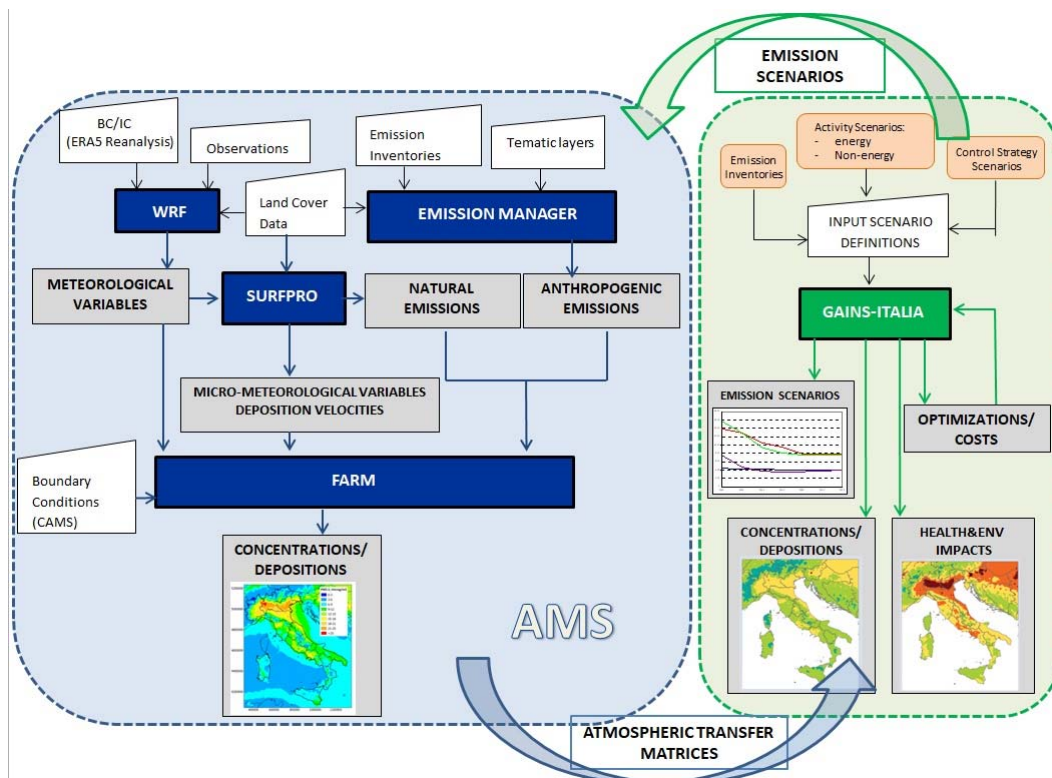 EMISSION
SCENARIOS
BC/IC
(ERA5 Reanalysis)
Observations
Emission
Inventories
Tematic layers
WRF
Land Cover
Data
EMISSION MANAGER
METEOROLOGICAL
VARIABLES
SURFPRO
NATURAL
EMISSIONS
ANTHROPOGENIC
EMISSIONS
MICRO-METEOROLOGICAL VARIABLES
DEPOSITION VELOCITIES
Boundary
Conditions
(CAMS)
FARM
CONCENTRATIONS/
DEPOSITIONS
AMS
Emission
Inventories
Activity Scenarios:
- energy
- Non-energy
Control Strategy
Scenarios
INPUT SCENARIO
DEFINITIONS
GAINS-ITALIA
EMISSION SCENARIOS
OPTIMIZATIONS/
COSTS
CONCENTRATIONS/
DEPOSITIONS
HEALTH&ENV
IMPACTS
ATMOSPHERIC TRANSFER
MATRICES